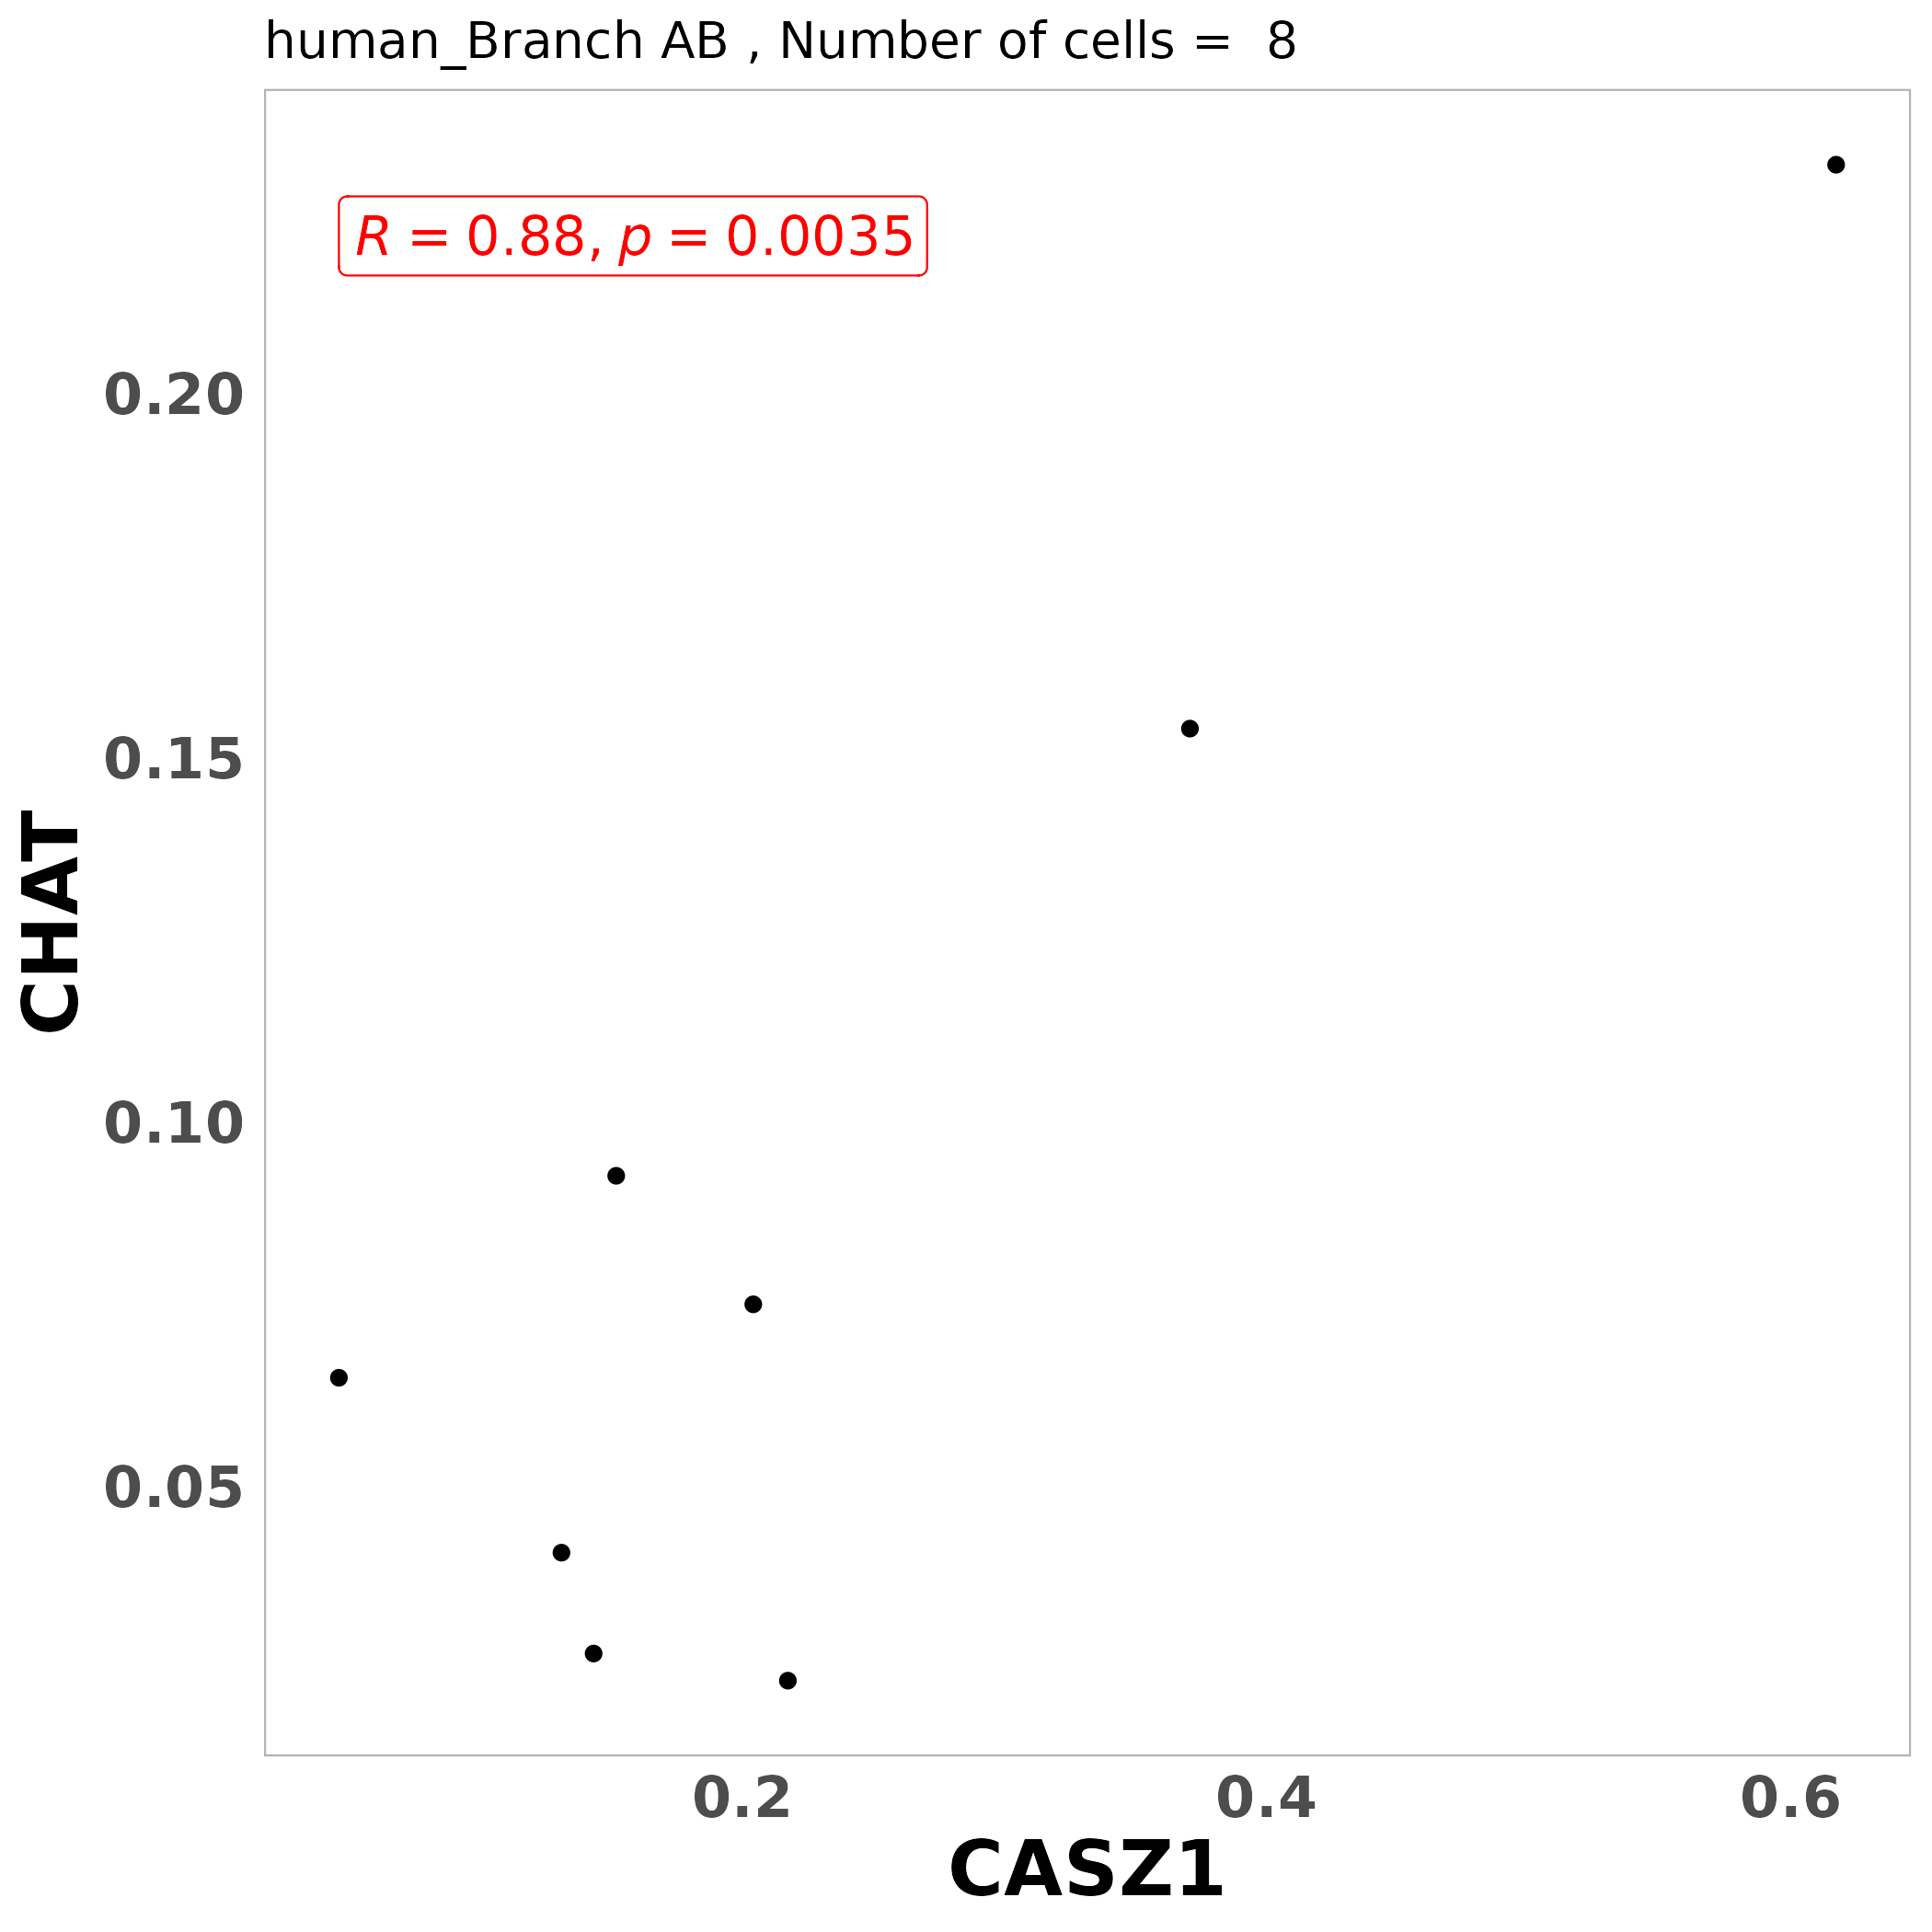 human_Branch AB , Number of cells =  8
R = 0.88, p = 0.0035
0.20
0.15
0.10
0.05
CHAT
0.2 0.4 0.6
CASZ1